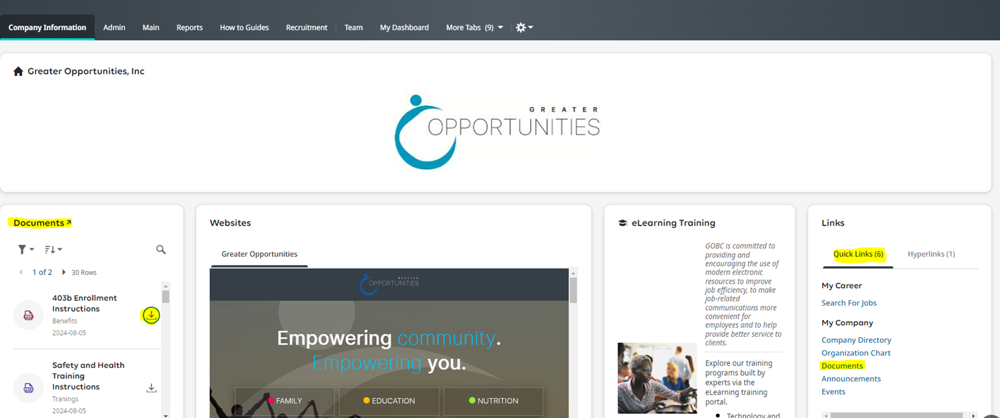 Company Information Admin Main Reports How to Guides Recruitment Team My Dashboard More Tabs (9)
Greater Opportunities, Inc
GREATER
OPPORTUNITIES
Documents
1 of 2 30 Rows
403b Enrollment
Instructions
Benefits
2024-08-05
Safety and Health
Training
Instructions
Tranings
2024-08-05
Websites
Greater Opportunities
GREATER
OPPORTUNITIES
Empowering community.
Empowering you.
FAMILY EDUCATION NUTRITION
eLearning Training
GOBC is committed to
providing and
encouraging the use of
modern electronic
resources to improve
job efficiency, to make
job-related
communications more
convenient for
employees and to help
provide better service to
clients.
Explore our training
programs built by
experts via the
eLearning training
portal.
Technology and
Links
Quick Links (6) Hyperlinks (1)
My Career
Search For Jobs
My Company
Company Directory
Organization Chart
Documents
Announcements
Events